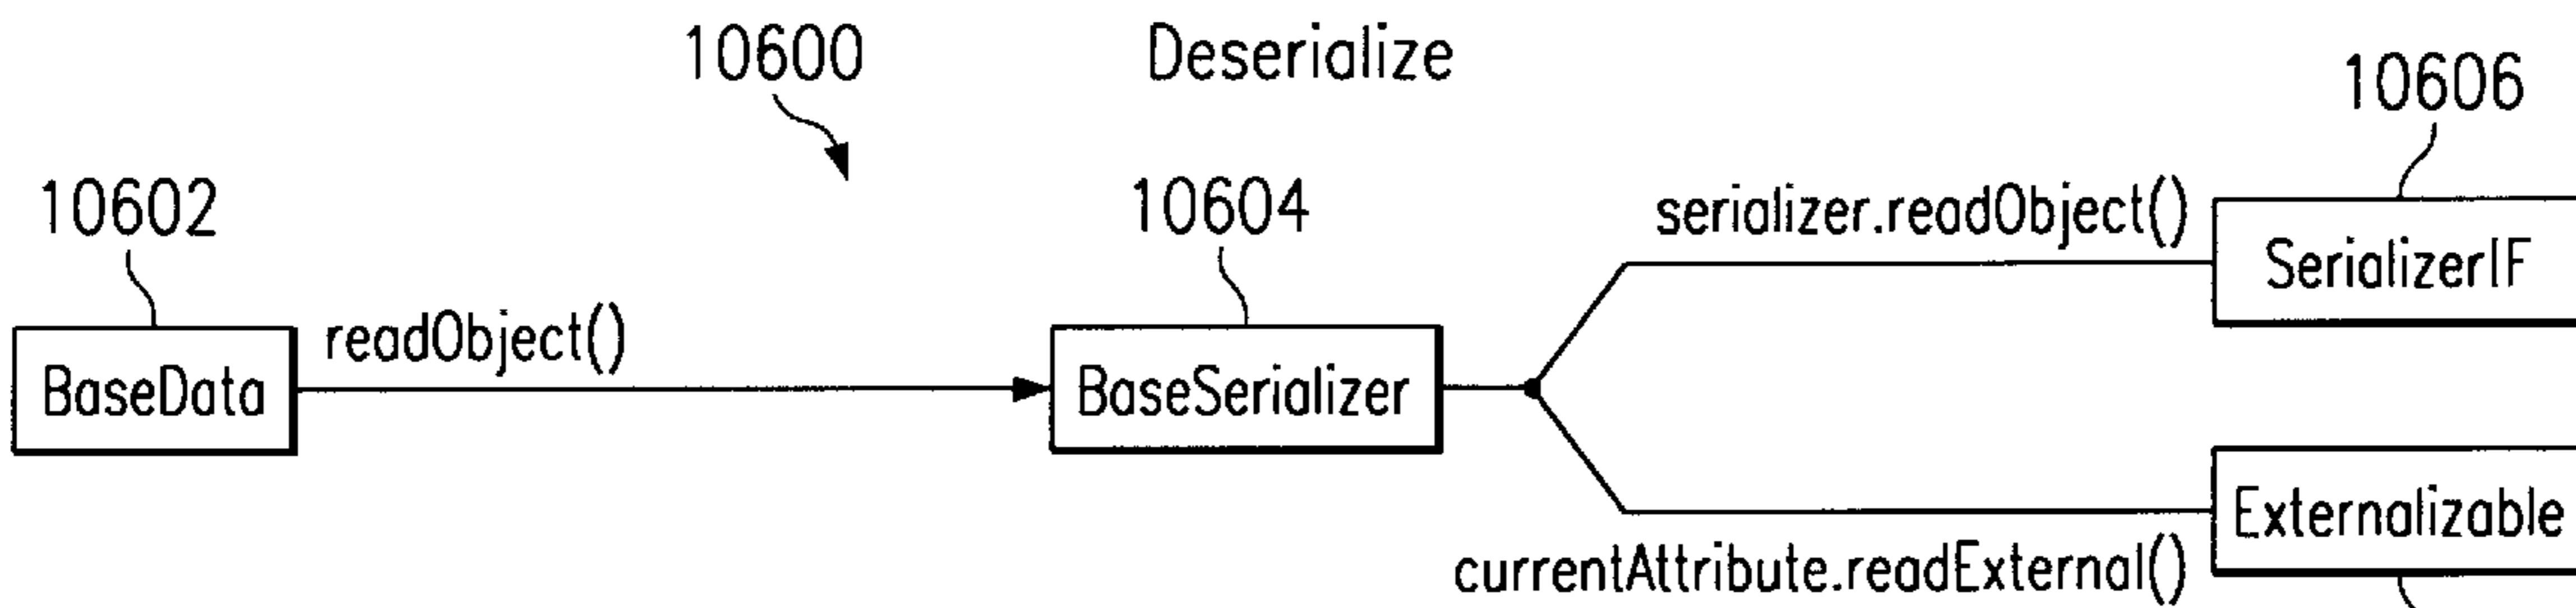 10600
Deserialize
10606
10602
10604
serializer.readObject()
SerializerIF
readObject()
BaseData
BaseSerializer
Externalizable
currentAttribute.readExternal()